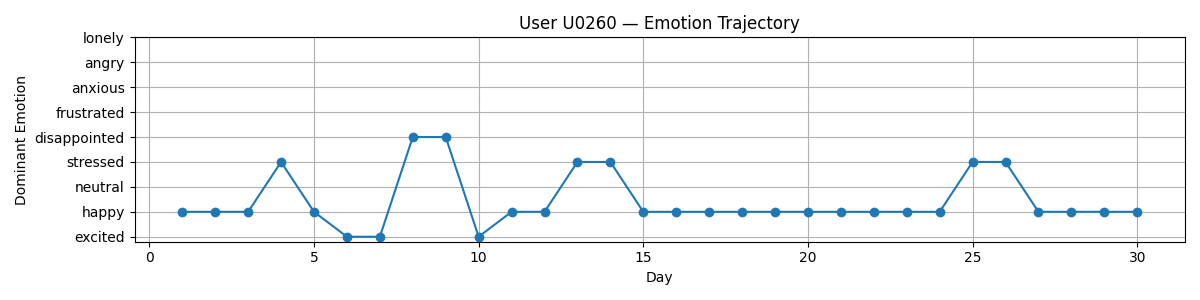 User U0260 — Emotion Trajectory
Dominant Emotion
lonely
angry
anxious
frustrated
disappointed
stressed
neutral
happy
excited
0 5 10 15 20 25 30
Day